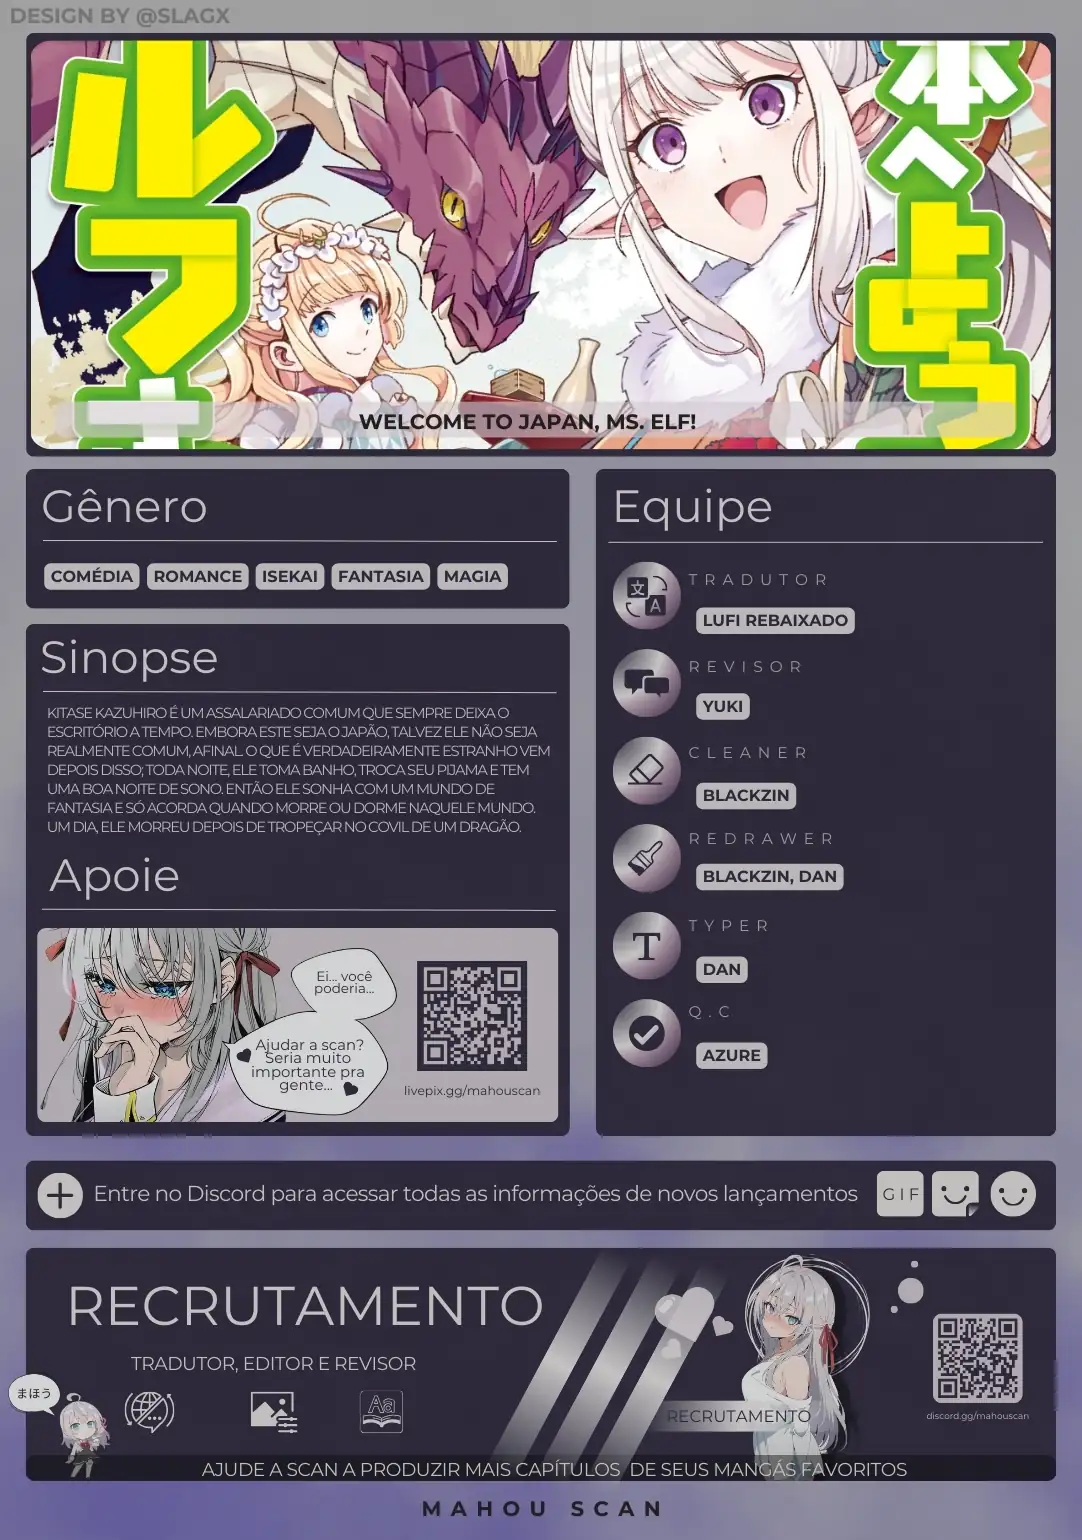 DESIGN BY @SLAGX
ルフ
本へよう
WELCOME TO JAPAN, MS. ELF!
Gênero
COMÉDIA ROMANCE ISEKAI FANTASIA MAGIA
Sinopse
KITASE KAZUHIRO É UM ASSALARIADO COMUM QUE SEMPRE DEIXA O
ESCRITÓRIO A TEMPO. EMBORA ESTE SEJA O JAPÃO, TALVEZ ELE NÃO SEJA
REALMENTE COMUM, AFINAL. O QUE É VERDADEIRAMENTE ESTRANHO VEM
DEPOIS DISSO; TODA NOITE, ELE TOMA BANHO, TROCA SEU PIJAMA E TEM
UMA BOA NOITE DE SONO. ENTÃO ELE SONHA COM UM MUNDO DE
FANTASIA E SÓ ACORDA QUANDO MORRE OU DORME NAQUELE MUNDO.
UM DIA, ELE MORREU DEPOIS DE TROPEÇAR NO COVIL DE UM DRAGÃO.
Apoie
Ei... você
poderia...
Ajudar a scan?
Seria muito
importante pra
gente...
livepix.gg/mahouscan
Equipe
文
A
TRADUTOR
LUFI REBAIXADO
REVISOR
YUKI
CLEANER
BLACKZIN
REDRAWER
BLACKZIN, DAN
T
TYPER
DAN
Q.C
AZURE
Entre no Discord para acessar todas as informações de novos lançamentos
GIF
RECRUTAMENTO
TRADUTOR, EDITOR E REVISOR
まほう
Aa
RECRUTAMENTO
discord.gg/mahouscan
AJUDE A SCAN A PRODUZIR MAIS CAPÍTULOS DE SEUS MANGÁS FAVORITOS
MAHOU SCAN